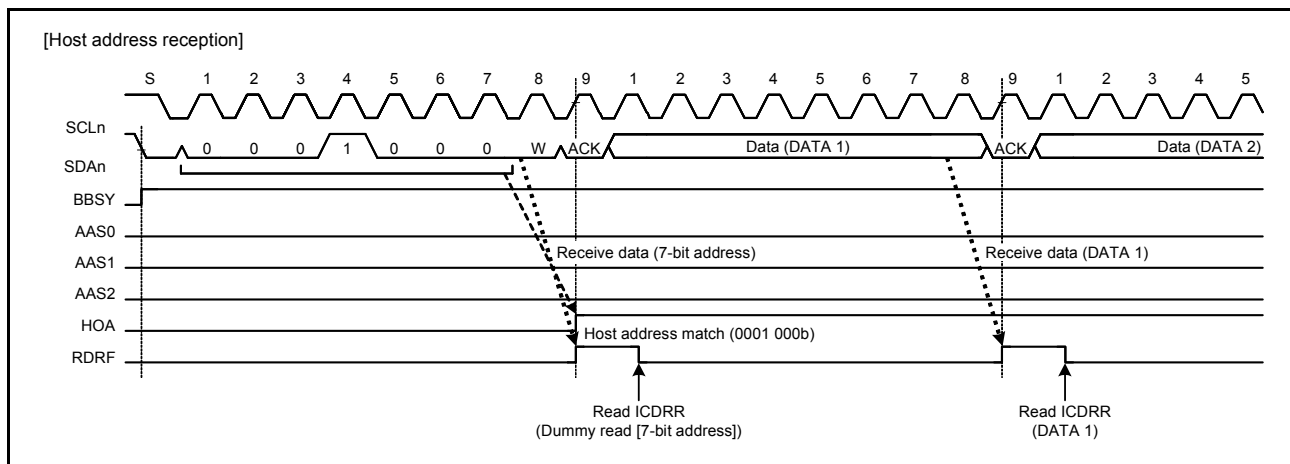 [Host address reception]
S 1 2 3 4 5 6 7 8 9 1 2 3 4 5 6 7 8 9 1 2 3 4 5
SCLn
0 0 0 1 0 0 0 W ACK Data (DATA 1) ACK Data (DATA 2)
SDAn
BBSY
AAS0
Receive data (7-bit address) Receive data (DATA 1)
AAS1
AAS2
HOA
Host address match (0001 000b)
RDRF
Read ICDRR Read ICDRR
(Dummy read [7-bit address]) (DATA 1)